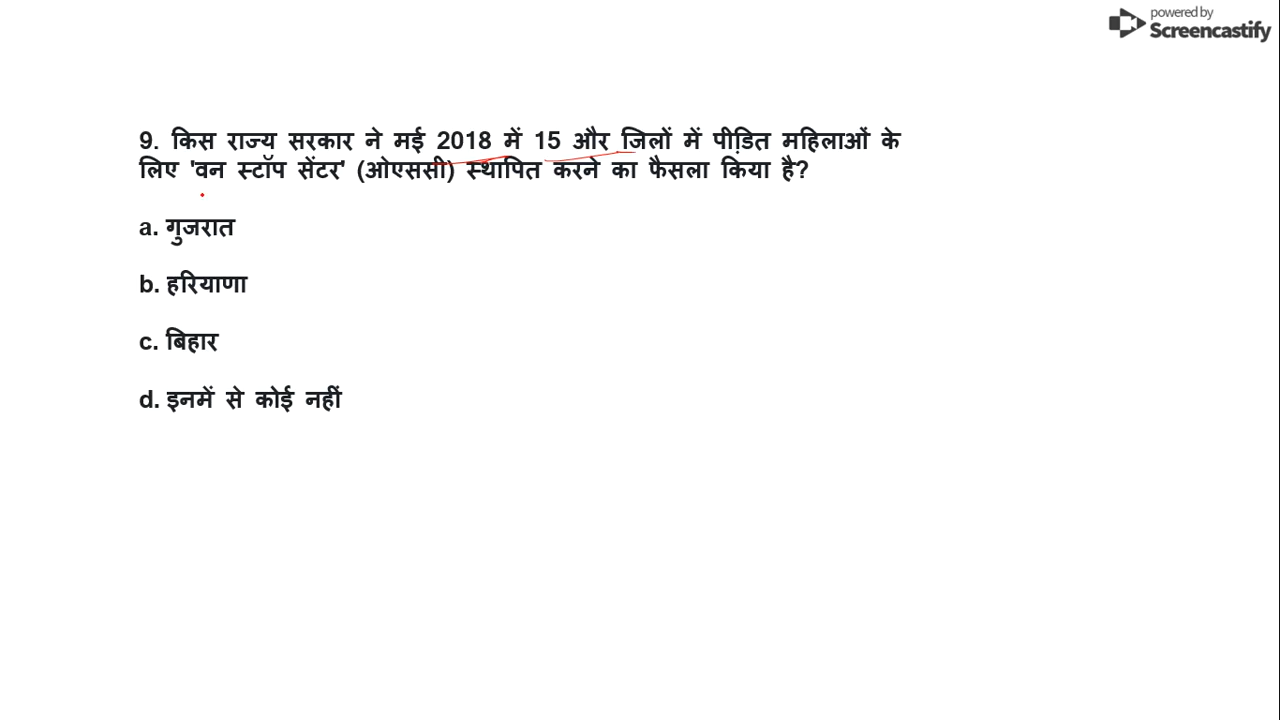 powered by
Screencastify
9. किस राज्य सरकार ने मई 2018 में 15 और जिलों में पीड़ित महिलाओं के
लिए 'वन स्टॉप सेंटर' (ओएससी) स्थापित करने का फैसला किया है?
a. गुजरात
b. हरियाणा
c. बिहार
d. इनमें से कोई नहीं